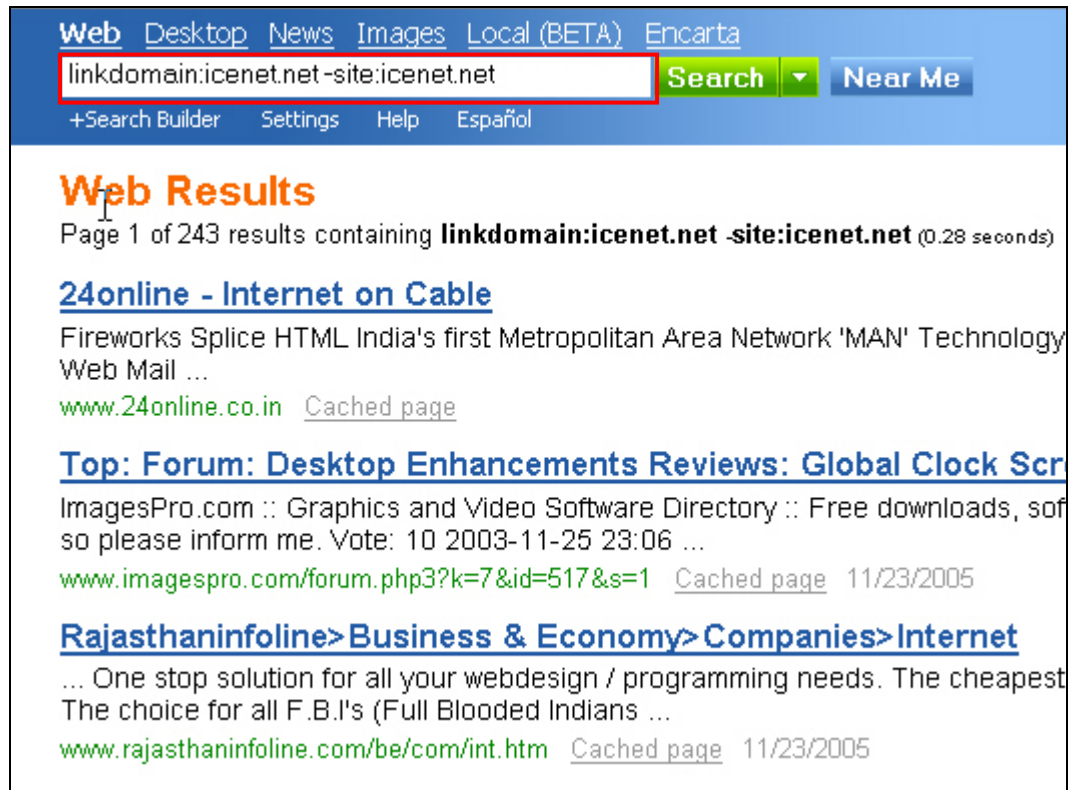 Web Desktop News Images Local (BETA) Encarta
linkdomain:icenet.net -site:icenet.net Search Near Me
+Search Builder Settings Help Español
Web Results
Page 1 of 243 results containing linkdomain:icenet.net -site:icenet.net (0.28 seconds)
24online - Internet on Cable
Fireworks Splice HTML India's first Metropolitan Area Network 'MAN' Technology
Web Mail ...
www.24online.co.in Cached page
Top: Forum: Desktop Enhancements Reviews: Global Clock Scr
ImagesPro.com :: Graphics and Video Software Directory :: Free downloads, sof
so please inform me. Vote: 10 2003-11-25 23:06 ...
www.imagespro.com/forum.php3?k=7&id=517&s=1 Cached page 11/23/2005
Rajasthaninfoline>Business & Economy>Companies>Internet
... One stop solution for all your webdesign / programming needs. The cheapest
The choice for all F.B.I's (Full Blooded Indians ...
www.rajasthaninfoline.com/be/com/int.htm Cached page 11/23/2005